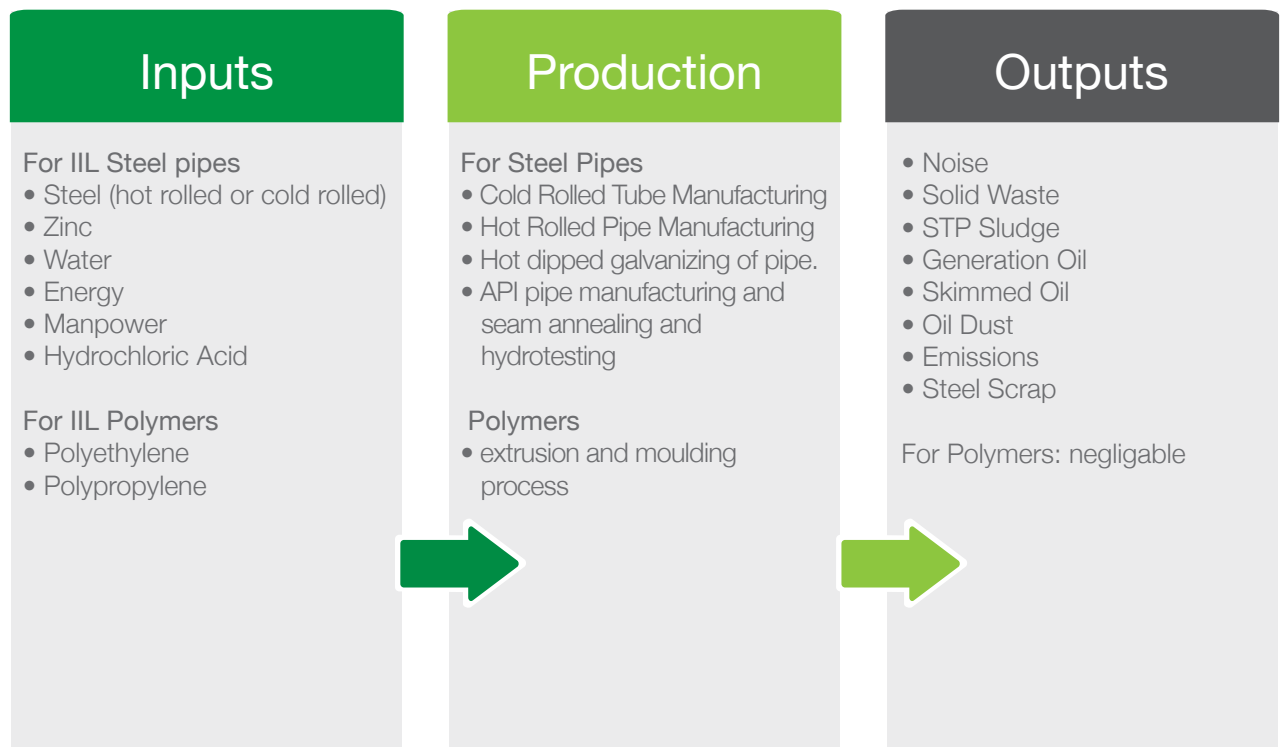 Inputs
For IIL Steel pipes
• Steel (hot rolled or cold rolled)
• Zinc
• Water
• Energy
• Manpower
• Hydrochloric Acid
For IIL Polymers
• Polyethylene
• Polypropylene
Production
For Steel Pipes
• Cold Rolled Tube Manufacturing
• Hot Rolled Pipe Manufacturing
• Hot dipped galvanizing of pipe.
• API pipe manufacturing and
seam annealing and
hydrotesting
Polymers
• extrusion and moulding
process
Outputs
• Noise
• Solid Waste
• STP Sludge
• Generation Oil
• Skimmed Oil
• Oil Dust
• Emissions
• Steel Scrap
For Polymers: negligable